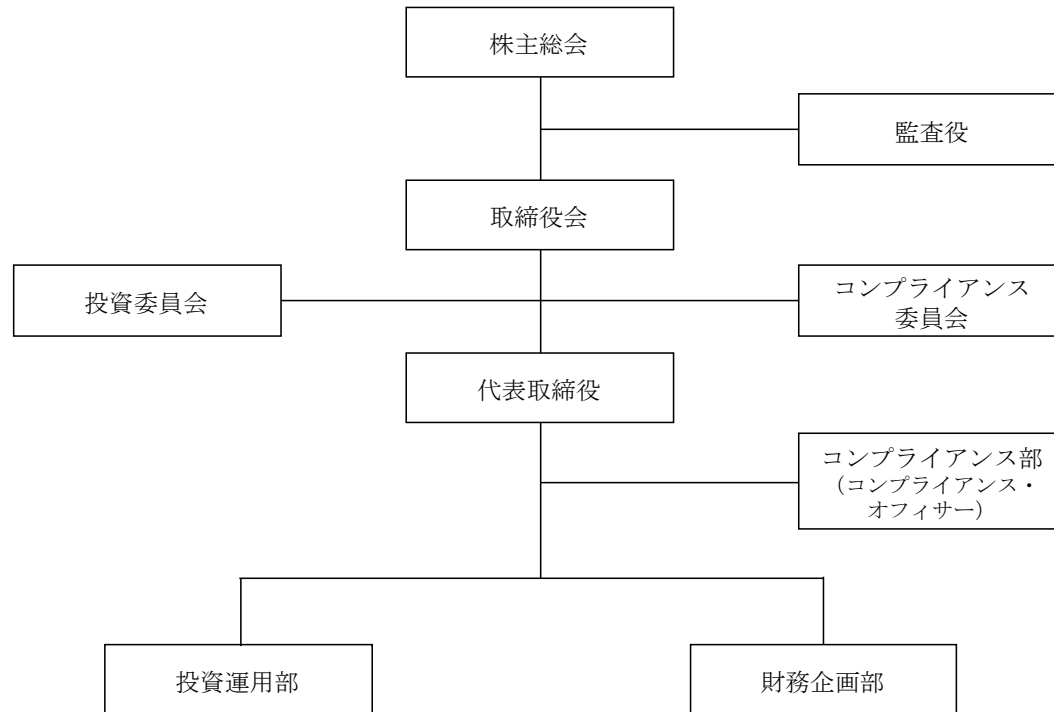 株主総会
監査役
取締役会
投資委員会
コンプライアンス
委員会
代表取締役
コンプライアンス部
（コンプライアンス・
オフィサー）
投資運用部
財務企画部